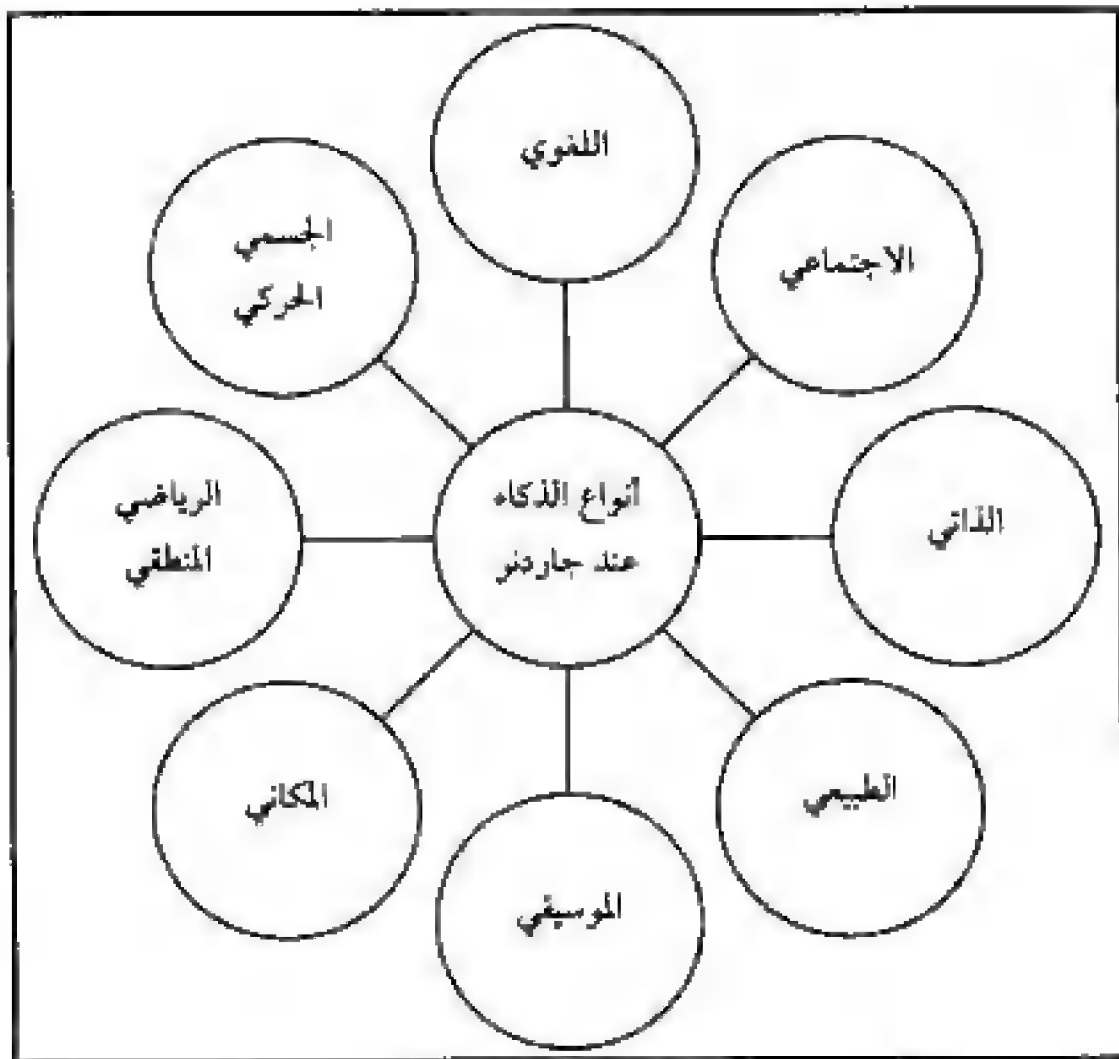 اللغوي
الاجتماعي
الجسمي
الحركي
أنواع الذكاء
عند جاردنر
الذاتي
الرياضي
المنطقي
الطبيعي
المكاني
الموسيقي